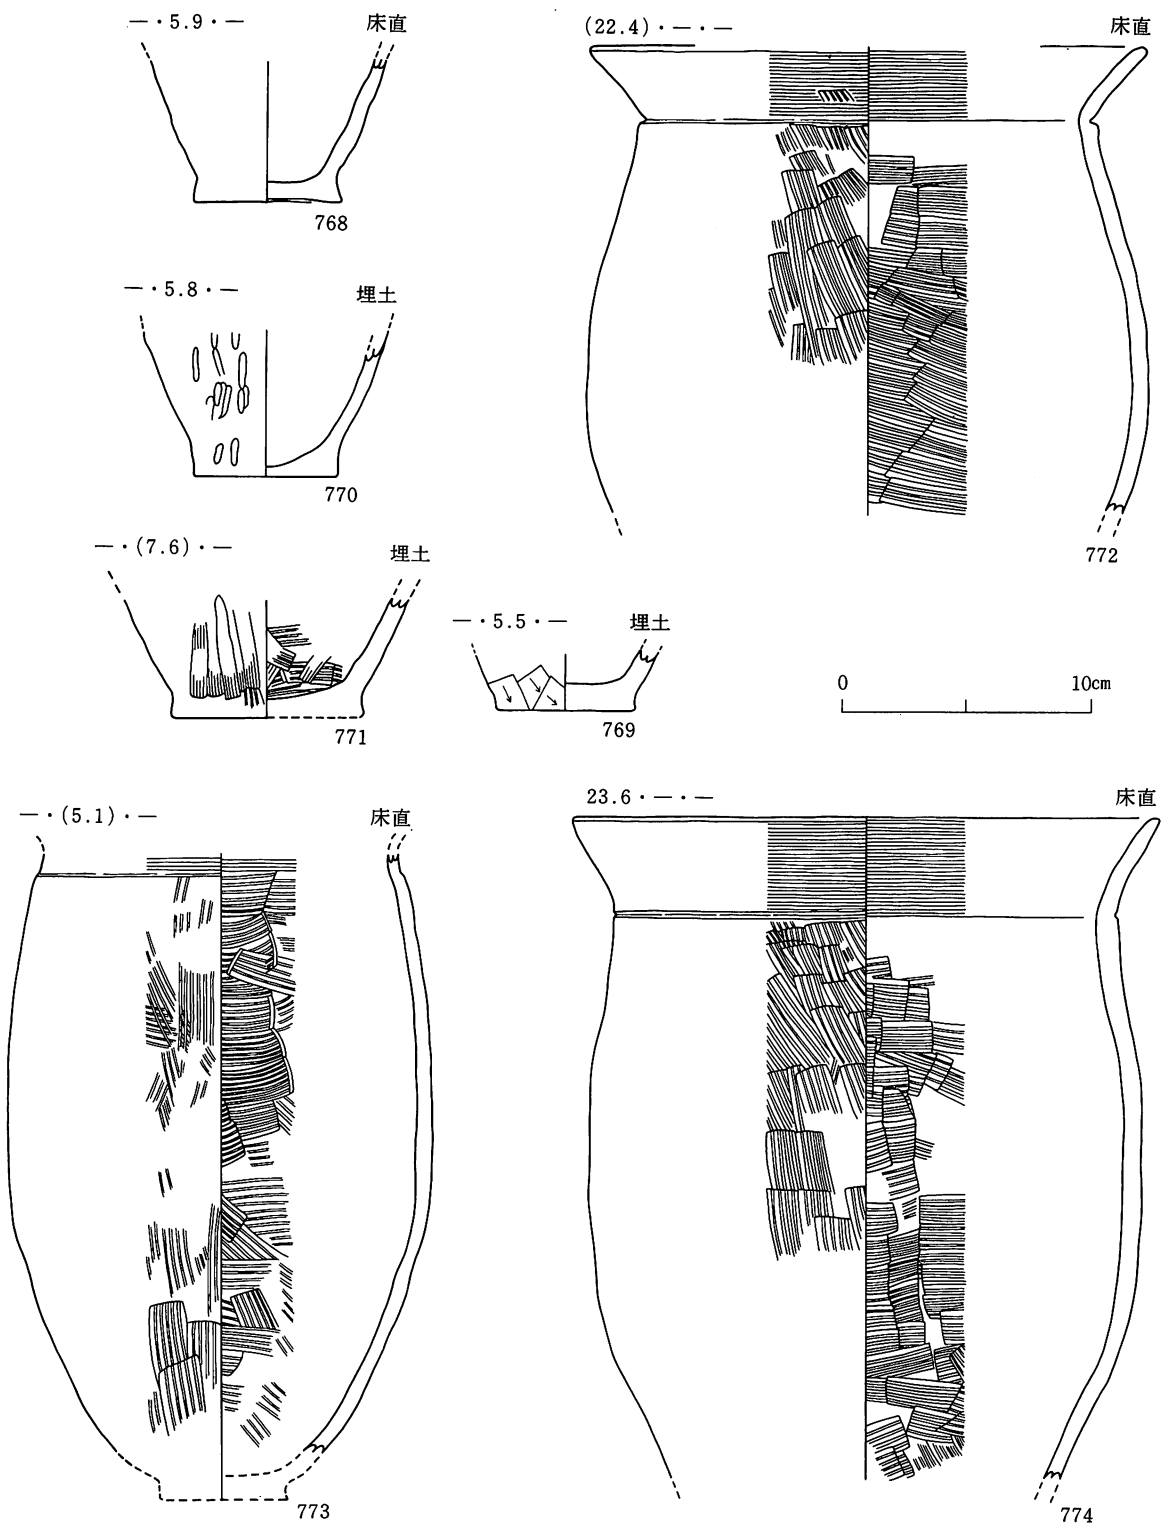 —・5.9・— 床直
768
—・5.8・— 埋土
770
—・(7.6)・— 埋土
771
—・5.5・— 埋土
769
(22.4)・—・— 床直
772
0 10cm
—・(5.1)・— 床直
773
23.6・—・— 床直
774